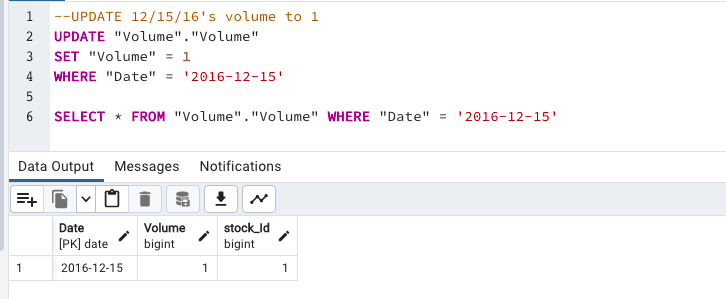 1 --UPDATE 12/15/16's volume to 1
2 UPDATE "Volume"."Volume"
3 SET "Volume" = 1
4 WHERE "Date" = '2016-12-15'
5
6 SELECT * FROM "Volume"."Volume" WHERE "Date" = '2016-12-15'
Data Output Messages Notifications
Date Volume stock_Id
[PK] date bigint bigint
1 2016-12-15 1 1